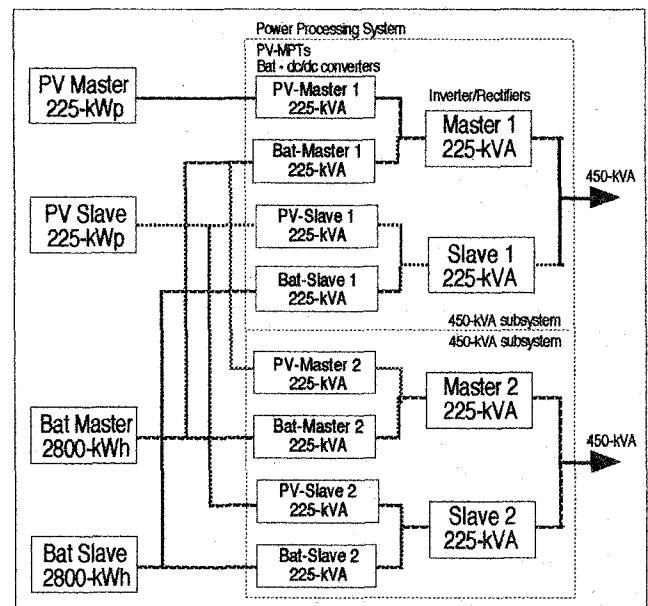 Power Processing System
PV-MPTs
Bat - dc/dc converters
PV Master
225-kWp
PV-Master 1
225-kVA
Inverter/Rectifiers
Master 1
225-kVA
Bat-Master 1
225-kVA
450-kVA
PV Slave
225-kWp
PV-Slave 1
225-kVA
Slave 1
225-kVA
Bat-Slave 1
225-kVA
450-kVA subsystem
450-kVA subsystem
PV-Master 2
225-kVA
Master 2
225-kVA
Bat Master
2800-kWh
Bat-Master 2
225-kVA
450-kVA
PV-Slave 2
225-kVA
Slave 2
225-kVA
Bat Slave
2800-kWh
Bat-Slave 2
225-kVA